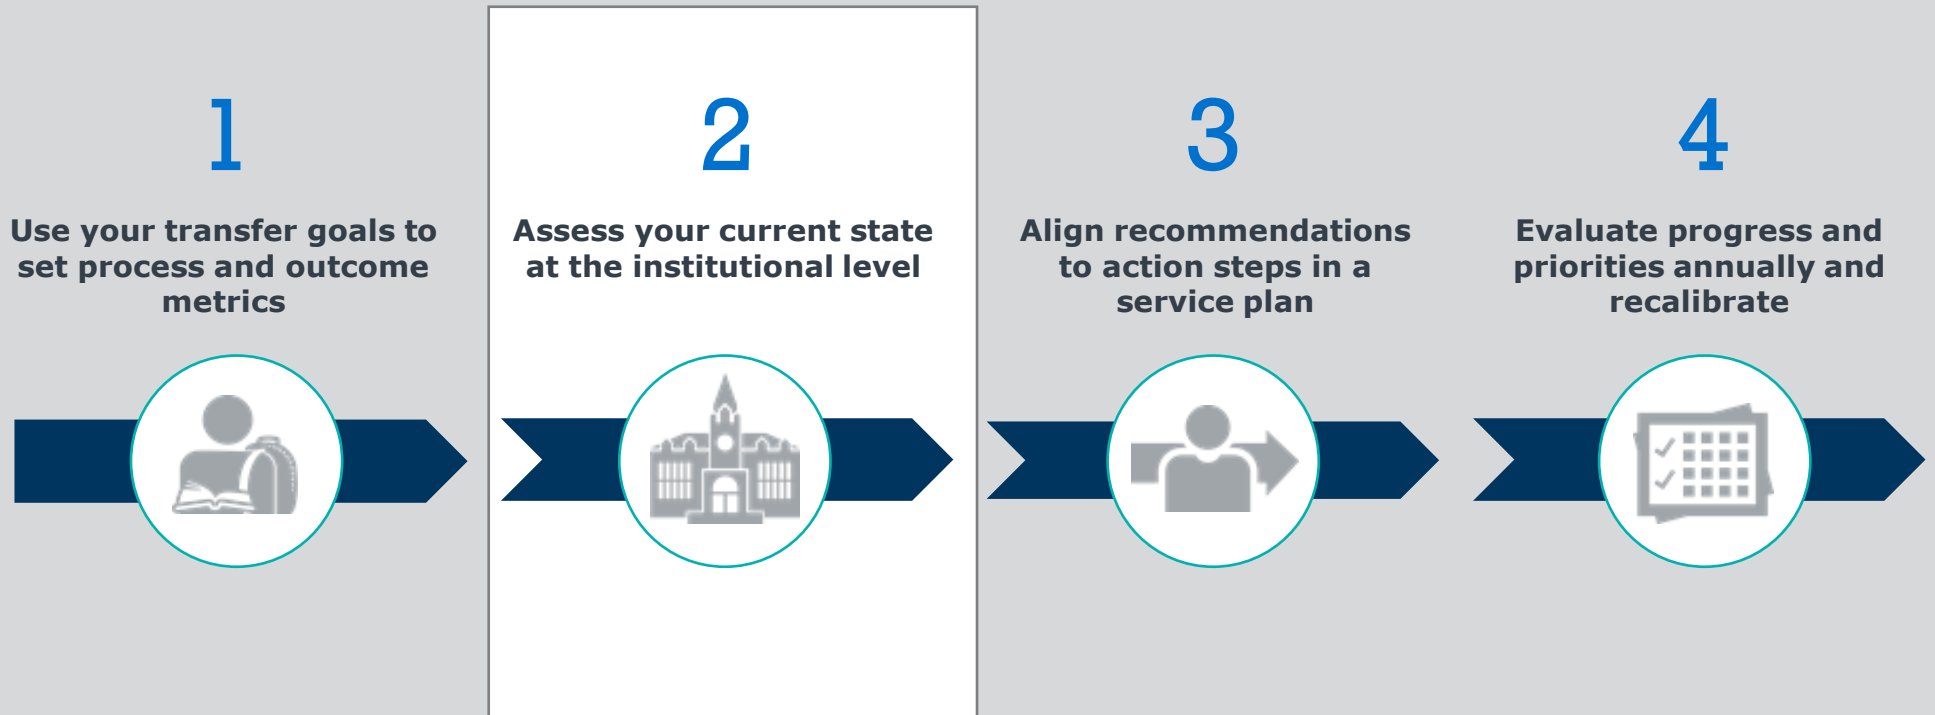 1
Use your transfer goals to
set process and outcome
metrics
2
Assess your current state
at the institutional level
3
Align recommendations
to action steps in a
service plan
4
Evaluate progress and
priorities annually and
recalibrate